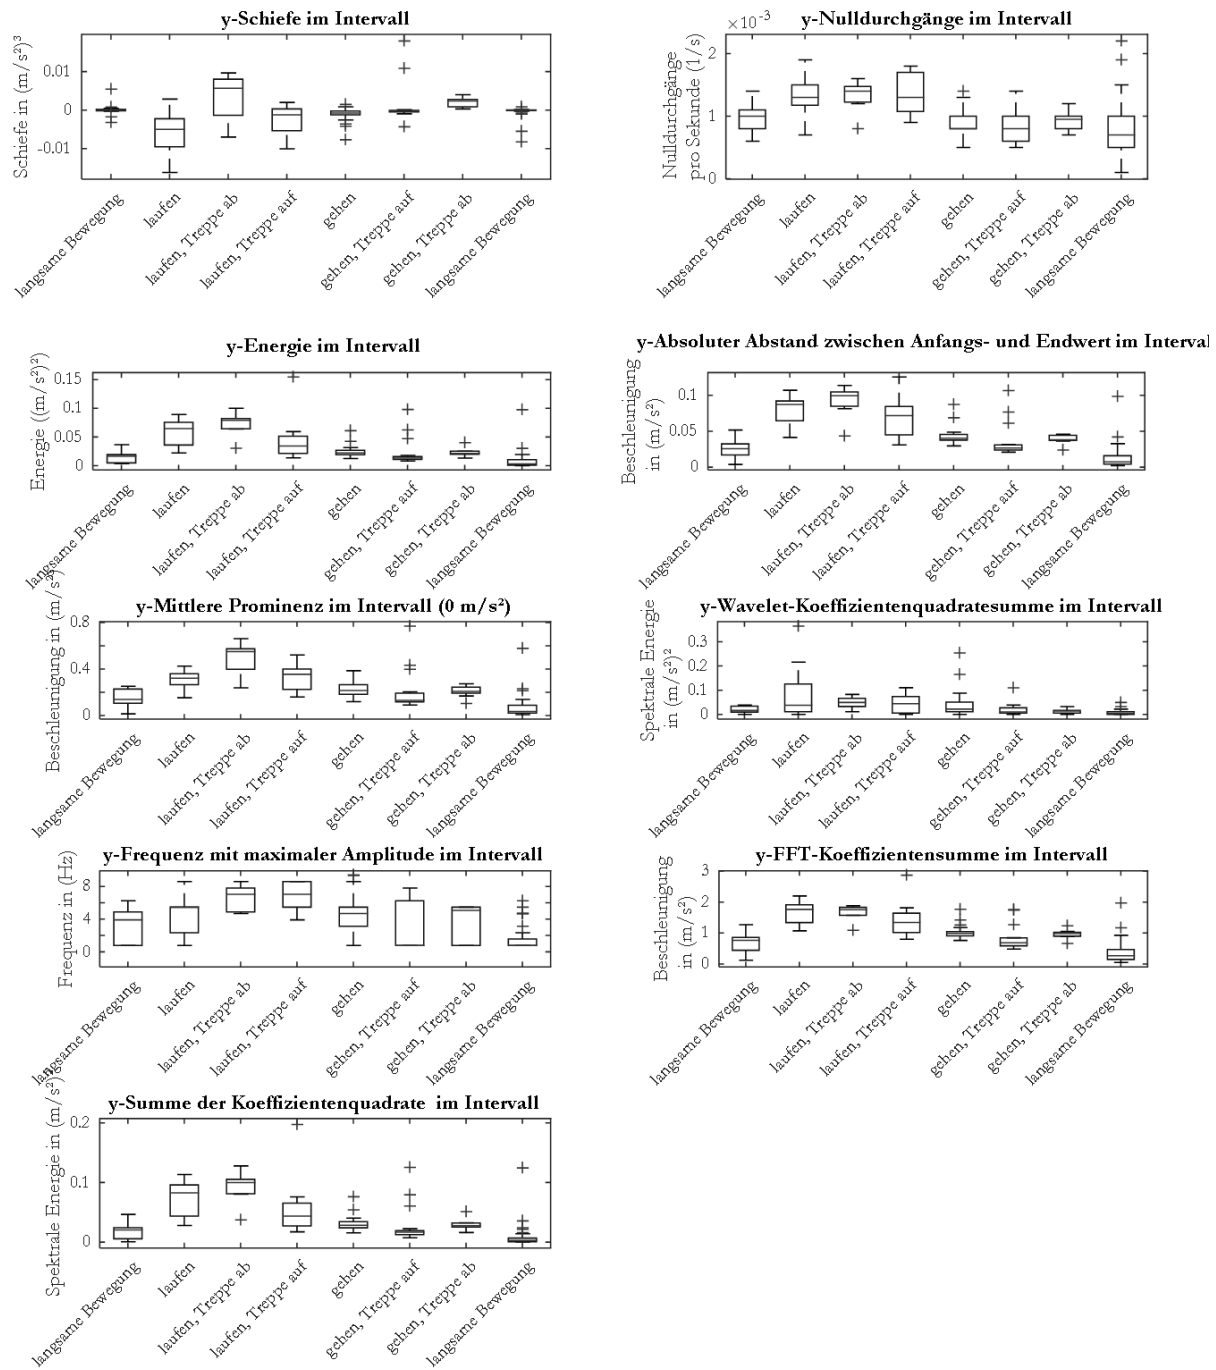 y-Schiefe im Intervall
Schiefe in (m/s²)³
0.01
0
-0.01
langsame Bewegung
laufen
laufen, Treppe ab
laufen, Treppe auf
gehen
gehen, Treppe auf
gehen, Treppe ab
langsame Bewegung
y-Nulldurchgänge im Intervall
×10⁻³
Nulldurchgänge
pro Sekunde (1/s)
2
1
0
langsame Bewegung
laufen
laufen, Treppe ab
laufen, Treppe auf
gehen
gehen, Treppe auf
gehen, Treppe ab
langsame Bewegung
y-Energie im Intervall
Energie ((m/s²)²)
0.15
0.1
0.05
0
langsame Bewegung
laufen
laufen, Treppe ab
laufen, Treppe auf
gehen
gehen, Treppe auf
gehen, Treppe ab
langsame Bewegung
y-Absoluter Abstand zwischen Anfangs- und Endwert im Interval
Beschleunigung
in (m/s²)
0.1
0.05
0
langsame Bewegung
laufen
laufen, Treppe ab
laufen, Treppe auf
gehen
gehen, Treppe auf
gehen, Treppe ab
langsame Bewegung
y-Mittlere Prominenz im Intervall (0 m/s²)
Beschleunigung in (m/s²)
0.8
0.4
0
langsame Bewegung
laufen
laufen, Treppe ab
laufen, Treppe auf
gehen
gehen, Treppe auf
gehen, Treppe ab
langsame Bewegung
y-Wavelet-Koeffizientenquadratesumme im Intervall
Spektrale Energie
in (m/s²)²
0.3
0.2
0.1
0
langsame Bewegung
laufen
laufen, Treppe ab
laufen, Treppe auf
gehen
gehen, Treppe auf
gehen, Treppe ab
langsame Bewegung
y-Frequenz mit maximaler Amplitude im Intervall
Frequenz in (Hz)
8
4
0
langsame Bewegung
laufen
laufen, Treppe ab
laufen, Treppe auf
gehen
gehen, Treppe auf
gehen, Treppe ab
langsame Bewegung
y-FFT-Koeffizientensumme im Intervall
Beschleunigung
in (m/s²)
3
2
1
0
langsame Bewegung
laufen
laufen, Treppe ab
laufen, Treppe auf
gehen
gehen, Treppe auf
gehen, Treppe ab
langsame Bewegung
y-Summe der Koeffizientenquadrate im Intervall
Spektrale Energie in (m/s²)²
0.2
0.1
0
langsame Bewegung
laufen
laufen, Treppe ab
laufen, Treppe auf
gehen
gehen, Treppe auf
gehen, Treppe ab
langsame Bewegung